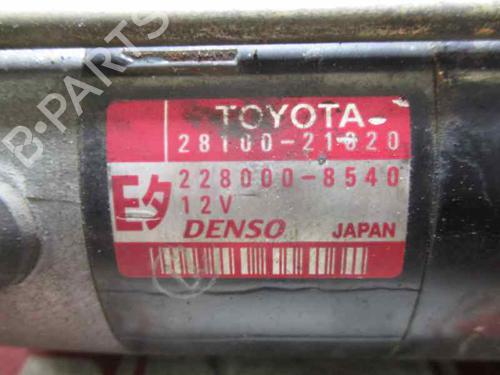 B-PARTS
TOYOTA
28100-21020
228000-8540
12V
DENSO JAPAN